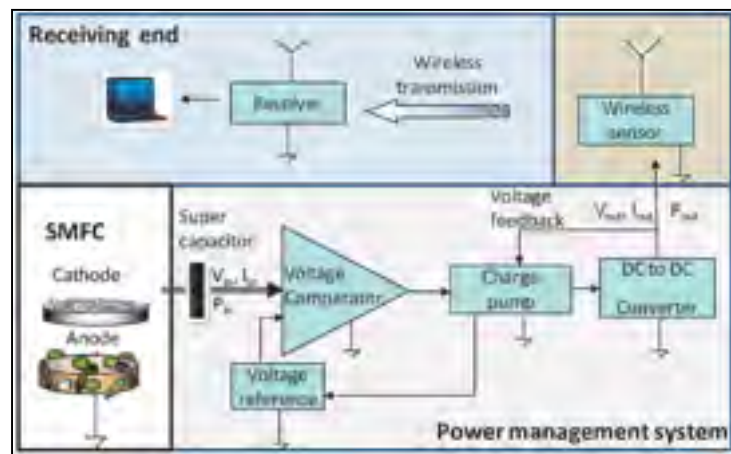 Receiving end
Wireless
transmission
Receiver
Wireless
sensor
SMFC
Cathode
Anode
Super
capacitor
Vin, Iin
Pin
Voltage
Comparator
Voltage
reference
Voltage
feedback
Charge
pump
Vout, Iout Pout
DC to DC
Converter
Power management system